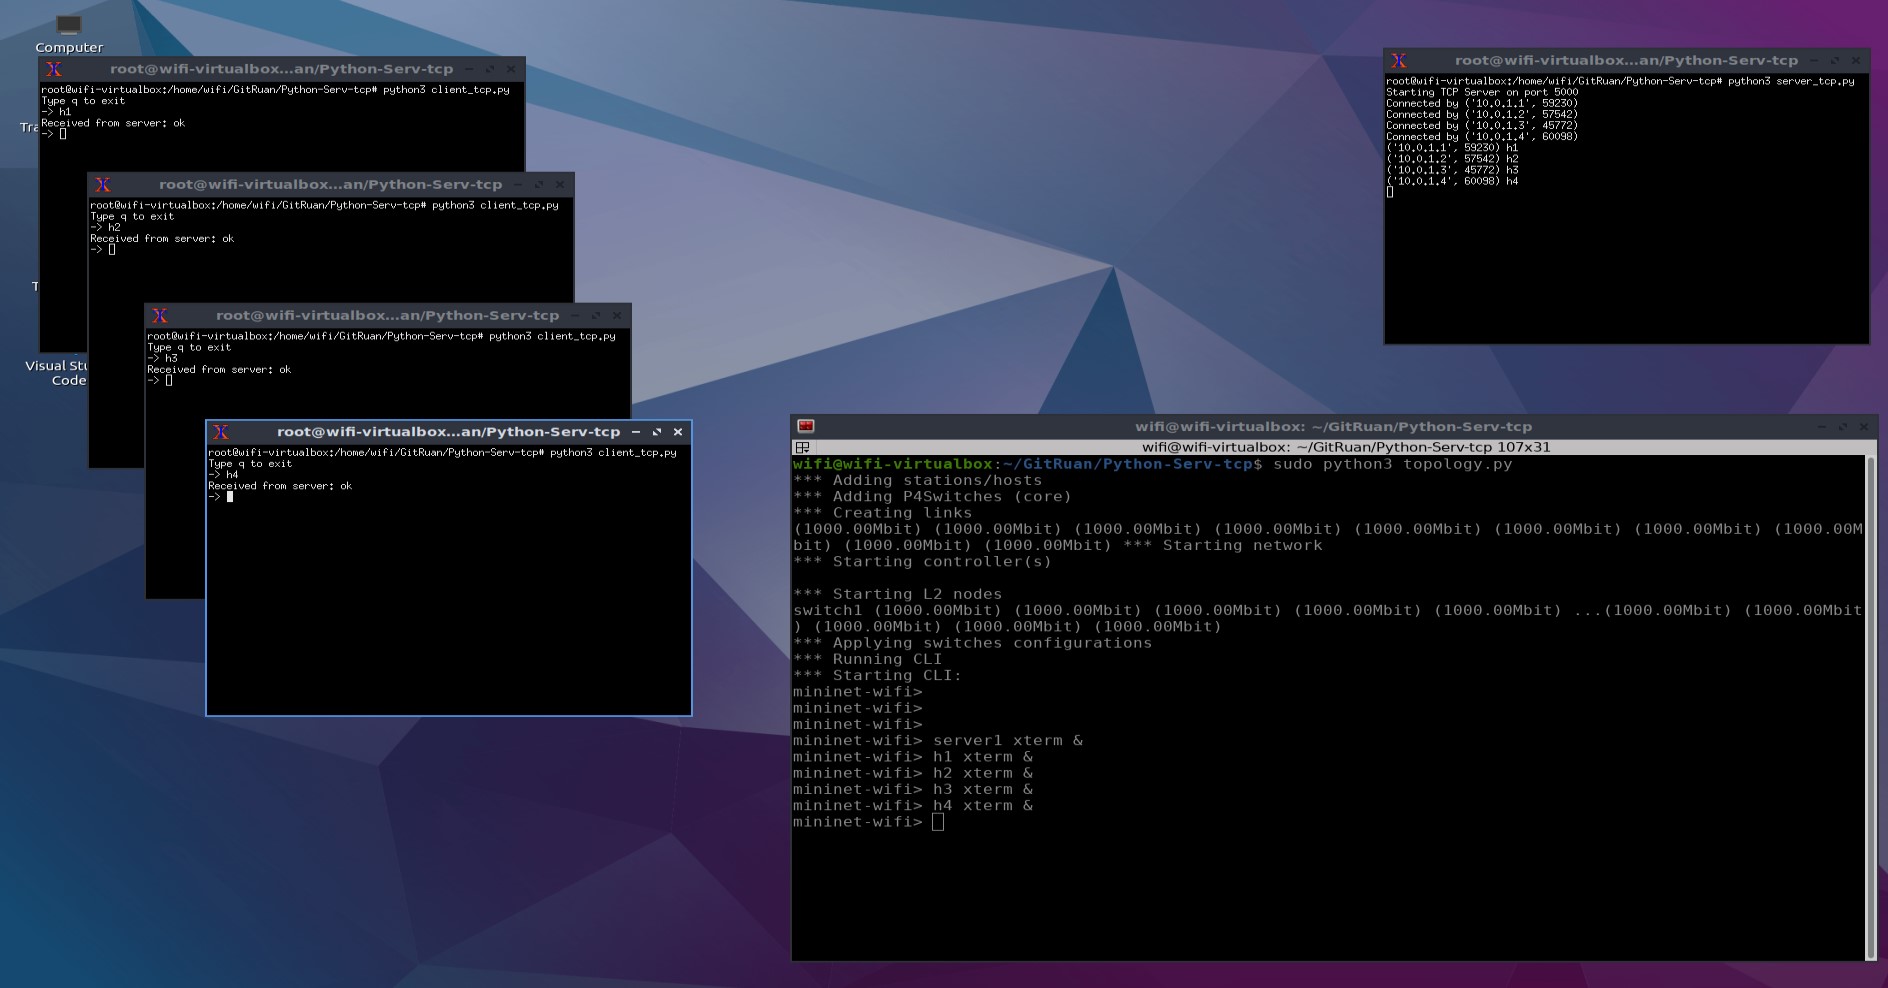 Computer
root@wifi-virtualbox...an/Python-Serv-tcp
root@wifi-virtualbox:/home/wifi/GitRuan/Python-Serv-tcp# python3 client_tcp.py
Type q to exit
-> h1
Received from server: ok
->
Tra
T
Visual Stu
Code
root@wifi-virtualbox...an/Python-Serv-tcp
root@wifi-virtualbox:/home/wifi/GitRuan/Python-Serv-tcp# python3 client_tcp.py
Type q to exit
-> h2
Received from server: ok
->
root@wifi-virtualbox...an/Python-Serv-tcp
root@wifi-virtualbox:/home/wifi/GitRuan/Python-Serv-tcp# python3 client_tcp.py
Type q to exit
-> h3
Received from server: ok
->
root@wifi-virtualbox...an/Python-Serv-tcp
root@wifi-virtualbox:/home/wifi/GitRuan/Python-Serv-tcp# python3 client_tcp.py
Type q to exit
-> h4
Received from server: ok
->
root@wifi-virtualbox...an/Python-Serv-tcp
root@wifi-virtualbox:/home/wifi/GitRuan/Python-Serv-tcp# python3 server_tcp.py
Starting TCP Server on port 5000
Connected by ('10.0.1.1', 59230)
Connected by ('10.0.1.2', 57542)
Connected by ('10.0.1.3', 45772)
Connected by ('10.0.1.4', 60098)
('10.0.1.1', 59230) h1
('10.0.1.2', 57542) h2
('10.0.1.3', 45772) h3
('10.0.1.4', 60098) h4
wifi@wifi-virtualbox: ~/GitRuan/Python-Serv-tcp
wifi@wifi-virtualbox: ~/GitRuan/Python-Serv-tcp 107x31
wifi@wifi-virtualbox:~/GitRuan/Python-Serv-tcp$ sudo python3 topology.py
*** Adding stations/hosts
*** Adding P4Switches (core)
*** Creating links
(1000.00Mbit) (1000.00Mbit) (1000.00Mbit) (1000.00Mbit) (1000.00Mbit) (1000.00Mbit) (1000.00Mbit) (1000.00M
bit) (1000.00Mbit) (1000.00Mbit) *** Starting network
*** Starting controller(s)
*** Starting L2 nodes
switch1 (1000.00Mbit) (1000.00Mbit) (1000.00Mbit) (1000.00Mbit) (1000.00Mbit) ...(1000.00Mbit) (1000.00Mbit
) (1000.00Mbit) (1000.00Mbit) (1000.00Mbit)
*** Applying switches configurations
*** Running CLI
*** Starting CLI:
mininet-wifi>
mininet-wifi>
mininet-wifi>
mininet-wifi> server1 xterm &
mininet-wifi> h1 xterm &
mininet-wifi> h2 xterm &
mininet-wifi> h3 xterm &
mininet-wifi> h4 xterm &
mininet-wifi>